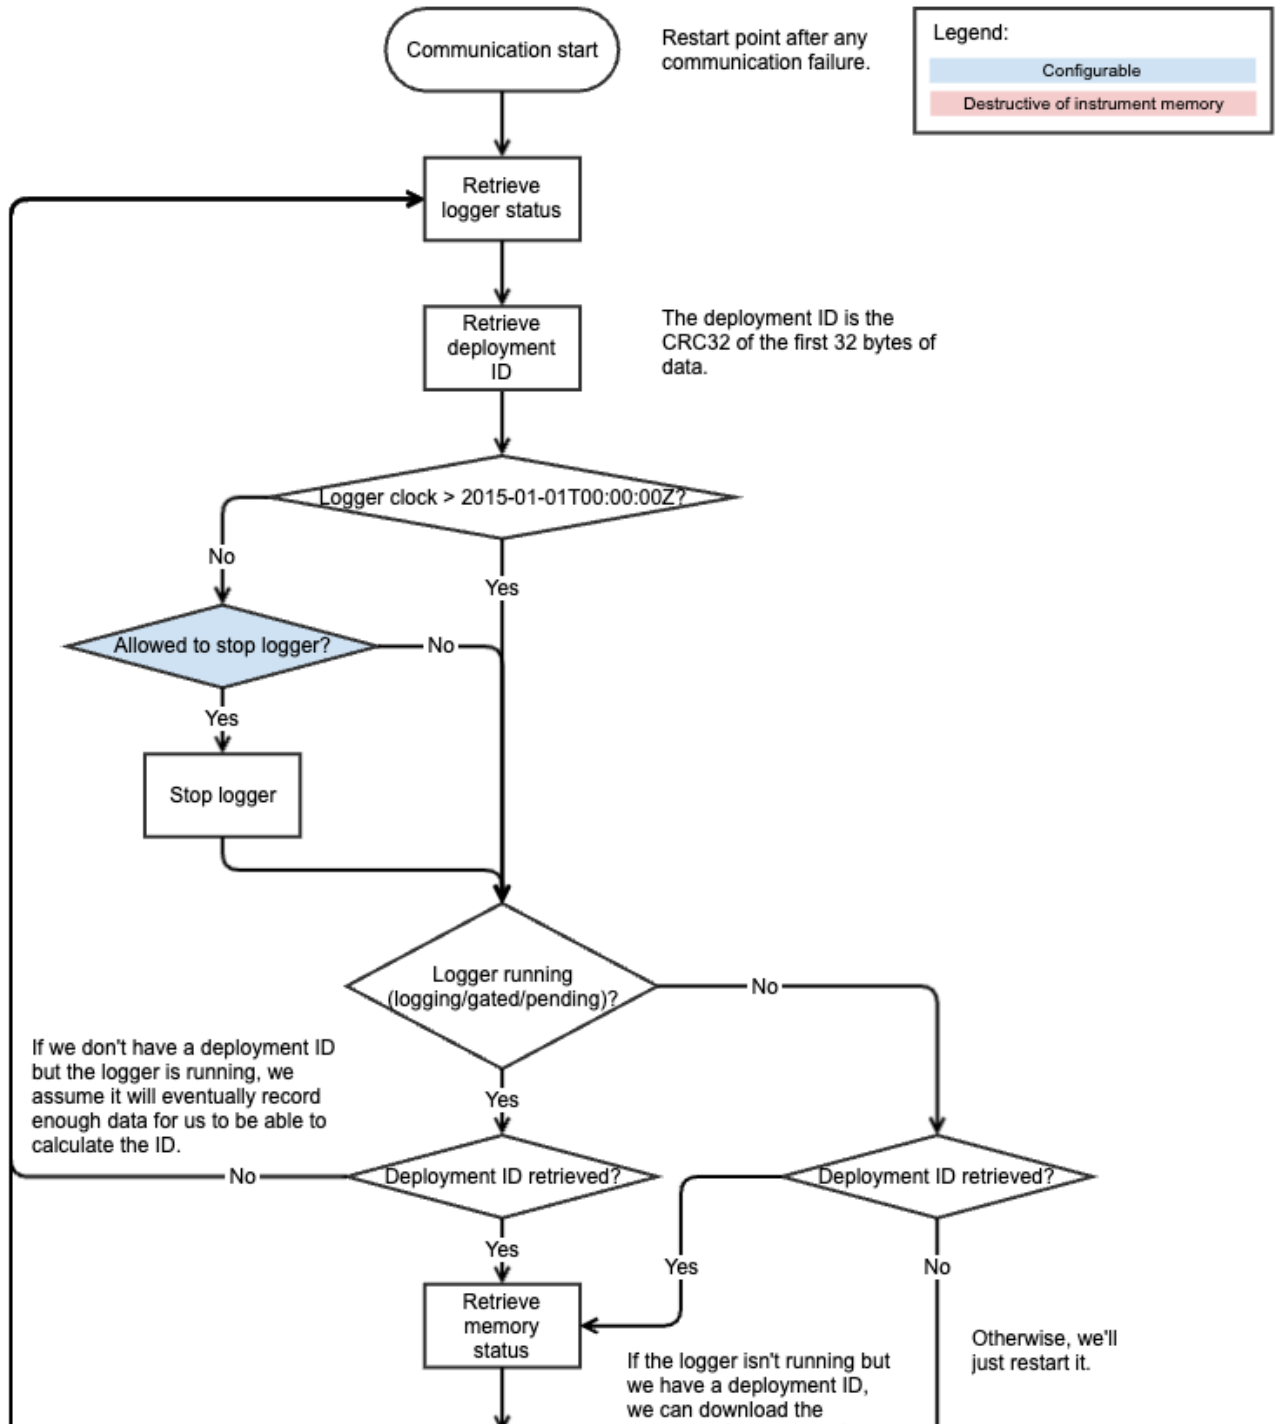 Communication start
Restart point after any
communication failure.
Legend:
Configurable
Destructive of instrument memory
Retrieve
logger status
Retrieve
deployment
ID
The deployment ID is the
CRC32 of the first 32 bytes of
data.
Logger clock > 2015-01-01T00:00:00Z?
No
Yes
Allowed to stop logger?
No
Yes
Stop logger
Logger running
(logging/gated/pending)?
No
Yes
If we don't have a deployment ID
but the logger is running, we
assume it will eventually record
enough data for us to be able to
calculate the ID.
No
Deployment ID retrieved?
Deployment ID retrieved?
Yes
Yes
No
Retrieve
memory
status
Otherwise, we'll
just restart it.
If the logger isn't running but
we have a deployment ID,
we can download the